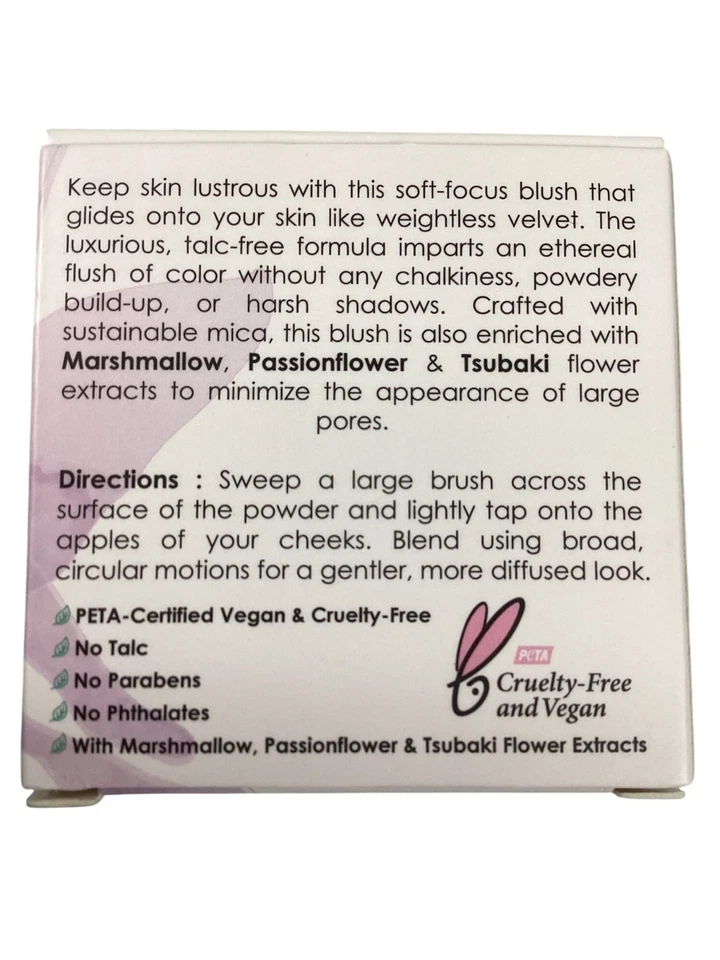 Keep skin lustrous with this soft-focus blush that
glides onto your skin like weightless velvet. The
luxurious, talc-free formula imparts an ethereal
flush of color without any chalkiness, powdery
build-up, or harsh shadows. Crafted with
sustainable mica, this blush is also enriched with
Marshmallow, Passionflower & Tsubaki flower
extracts to minimize the appearance of large
pores.
Directions : Sweep a large brush across the
surface of the powder and lightly tap onto the
apples of your cheeks. Blend using broad,
circular motions for a gentler, more diffused look.
PETA-Certified Vegan & Cruelty-Free
No Talc
No Parabens
No Phthalates
With Marshmallow, Passionflower & Tsubaki Flower Extracts
PETA
Cruelty-Free
and Vegan